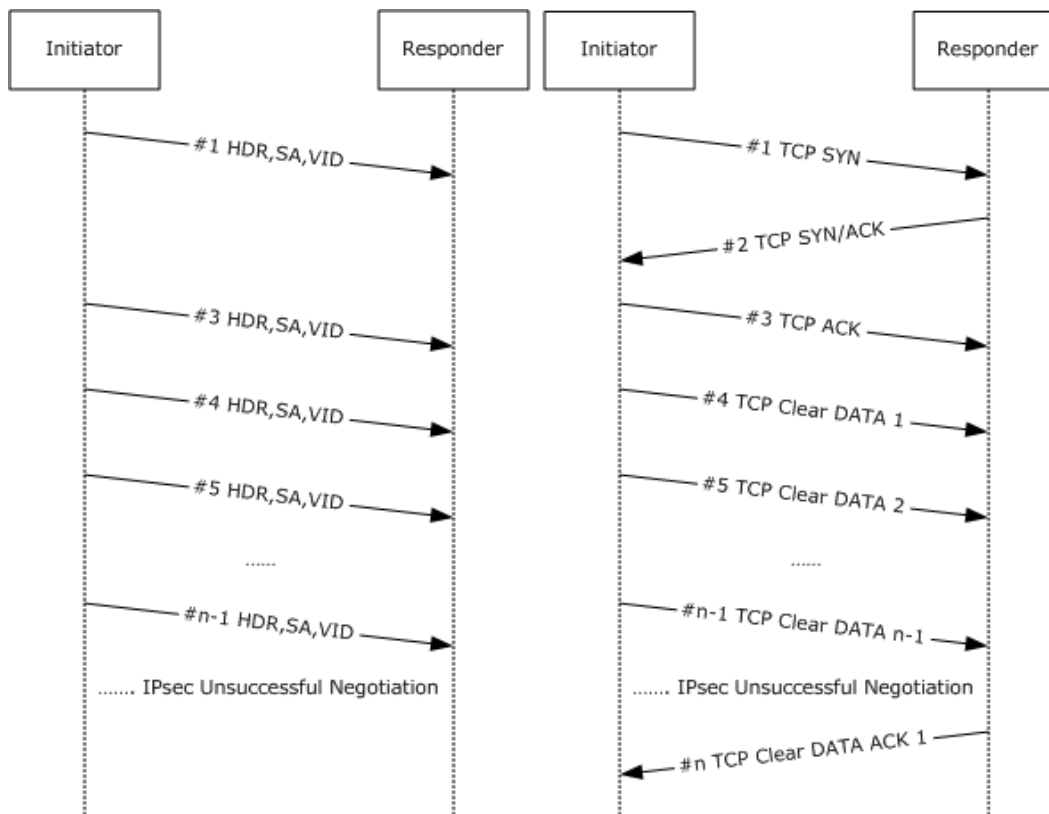 Initiator
Responder
Initiator
Responder
#1 HDR,SA,VID
#1 TCP SYN
#2 TCP SYN/ACK
#3 HDR,SA,VID
#3 TCP ACK
#4 HDR,SA,VID
#4 TCP Clear DATA 1
#5 HDR,SA,VID
#5 TCP Clear DATA 2
......
......
#n-1 HDR,SA,VID
#n-1 TCP Clear DATA n-1
....... IPsec Unsuccessful Negotiation
....... IPsec Unsuccessful Negotiation
#n TCP Clear DATA ACK 1